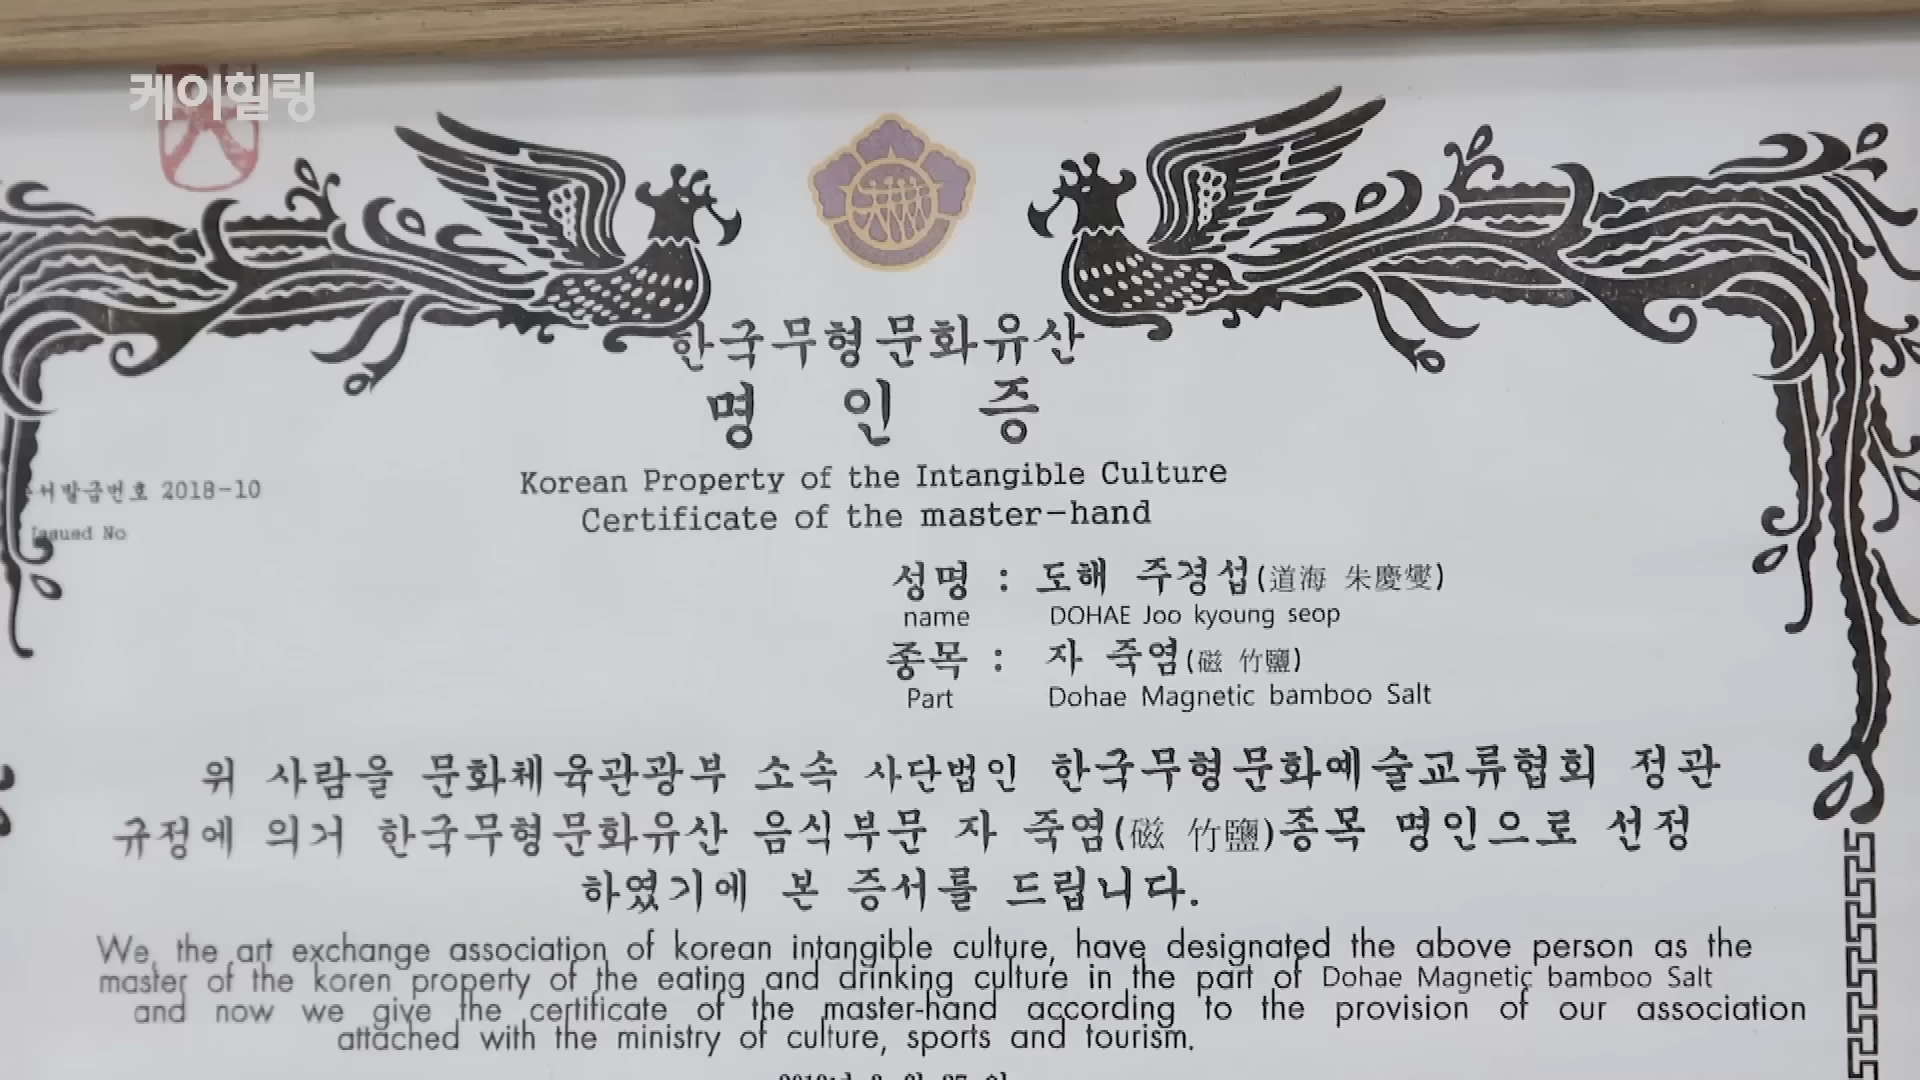 케이힐링
한국무형문화유산
명 인 증
서발급번호 2018-10
Issued No
Korean Property of the Intangible Culture
Certificate of the master-hand
성명 : 도해 주경섭(道海 朱慶燮)
name DOHAE Joo kyoung seop
종목 : 자 죽염(磁 竹鹽)
Part Dohae Magnetic bamboo Salt
위 사람을 문화체육관광부 소속 사단법인 한국무형문화예술교류협회 정관
규정에 의거 한국무형문화유산 음식부문 자 죽염(磁 竹鹽)종목 명인으로 선정
하였기에 본 증서를 드립니다.
We, the art exchange association of korean intangible culture, have designated the above person as the
master of the koren property of the eating and drinking culture in the part of Dohae Magnetic bamboo Salt
and now we give the certificate of the master-hand according to the provision of our association
attached with the ministry of culture, sports and tourism.